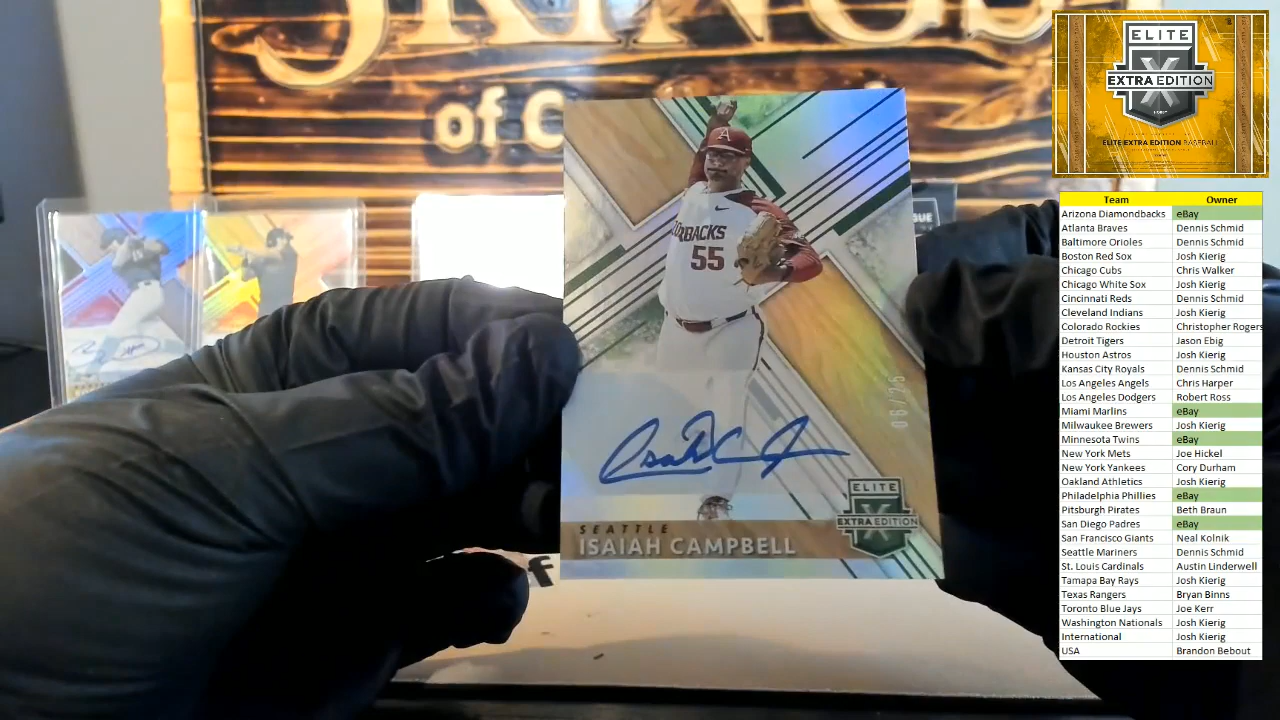 of C
A
RBACKS
55
06/25
SEATTLE
ISAIAH CAMPBELL
ELITE
X
EXTRA EDITION
ELITE
EXTRA EDITION
X
ELITE EXTRA EDITION BASEBALL
Team Owner
Arizona Diamondbacks eBay
Atlanta Braves Dennis Schmid
Baltimore Orioles Dennis Schmid
Boston Red Sox Josh Kierig
Chicago Cubs Chris Walker
Chicago White Sox Josh Kierig
Cincinnati Reds Dennis Schmid
Cleveland Indians Josh Kierig
Colorado Rockies Christopher Rogers
Detroit Tigers Jason Ebig
Houston Astros Josh Kierig
Kansas City Royals Dennis Schmid
Los Angeles Angels Chris Harper
Los Angeles Dodgers Robert Ross
Miami Marlins eBay
Milwaukee Brewers Josh Kierig
Minnesota Twins eBay
New York Mets Joe Hickel
New York Yankees Cory Durham
Oakland Athletics Josh Kierig
Philadelphia Phillies eBay
Pittsburgh Pirates Beth Braun
San Diego Padres eBay
San Francisco Giants Neal Kolnik
Seattle Mariners Dennis Schmid
St. Louis Cardinals Austin Linderwell
Tamapa Bay Rays Josh Kierig
Texas Rangers Bryan Binns
Toronto Blue Jays Joe Kerr
Washington Nationals Josh Kierig
International Josh Kierig
USA Brandon Bebout